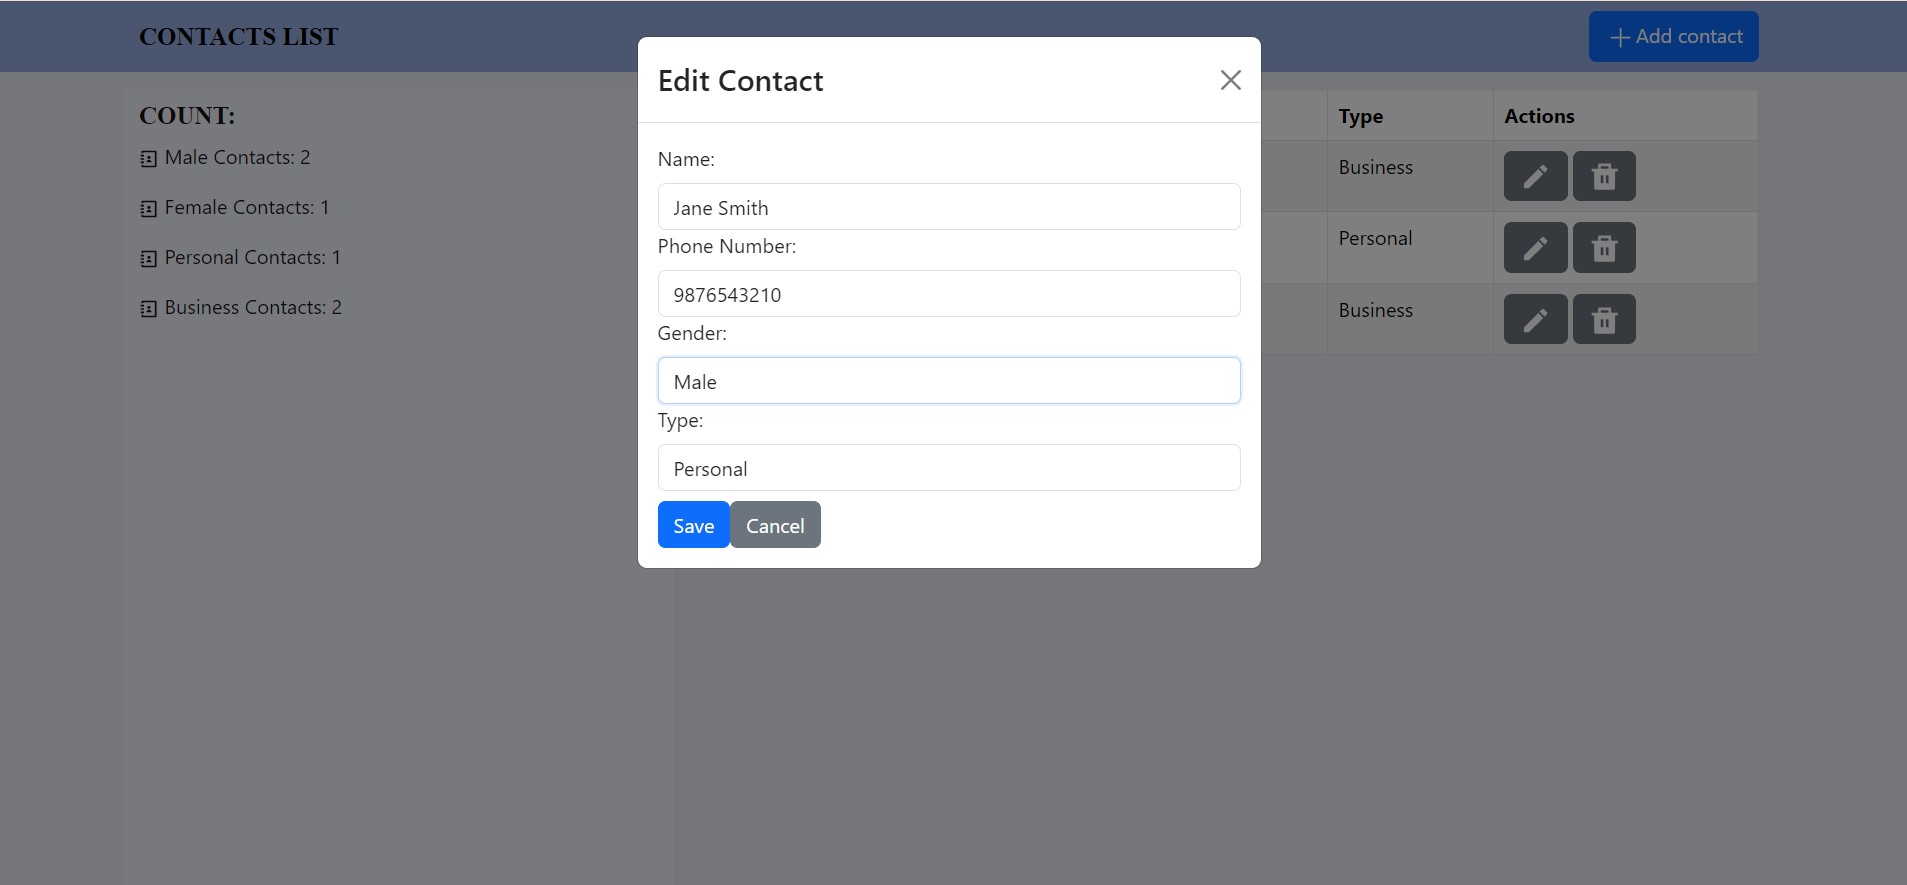 CONTACTS LIST
Add contact
COUNT:
Male Contacts: 2
Female Contacts: 1
Personal Contacts: 1
Business Contacts: 2
Edit Contact
Name:
Jane Smith
Phone Number:
9876543210
Gender:
Male
Type:
Personal
Save Cancel
Type Actions
Business
Personal
Business